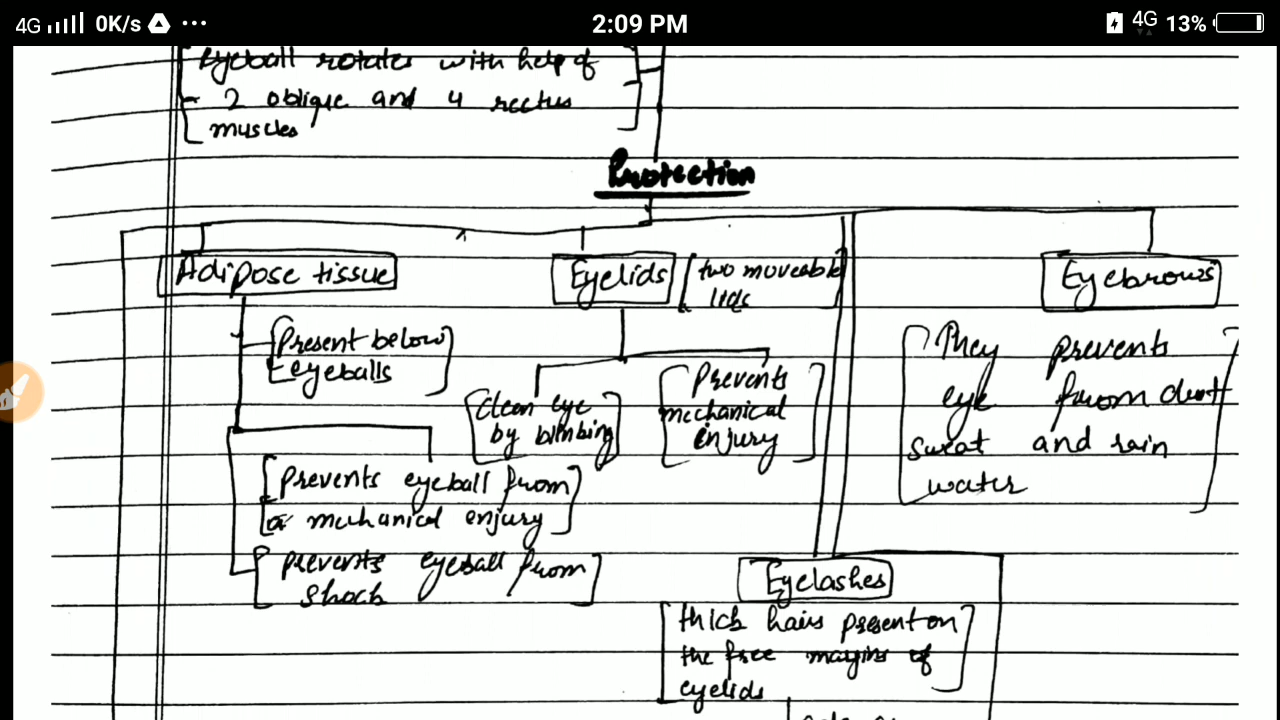 4G 0K/s ... 2:09 PM 4G 13%
Eyeball rotates with help of
2 oblique and 4 rectus
muscles
Protection
Adipose tissue
Eyelids
two moveable
lids
Eyebrows
Present below
eyeballs
Clean eye
by
Prevents
mechanical
injury
They prevents
eye from dust
sweat and rain
water
Prevents eyeball from
mechanical enjury
prevents eyeball from
shock
Eyelashes
thick hairs present on
the free margins of
eyelids